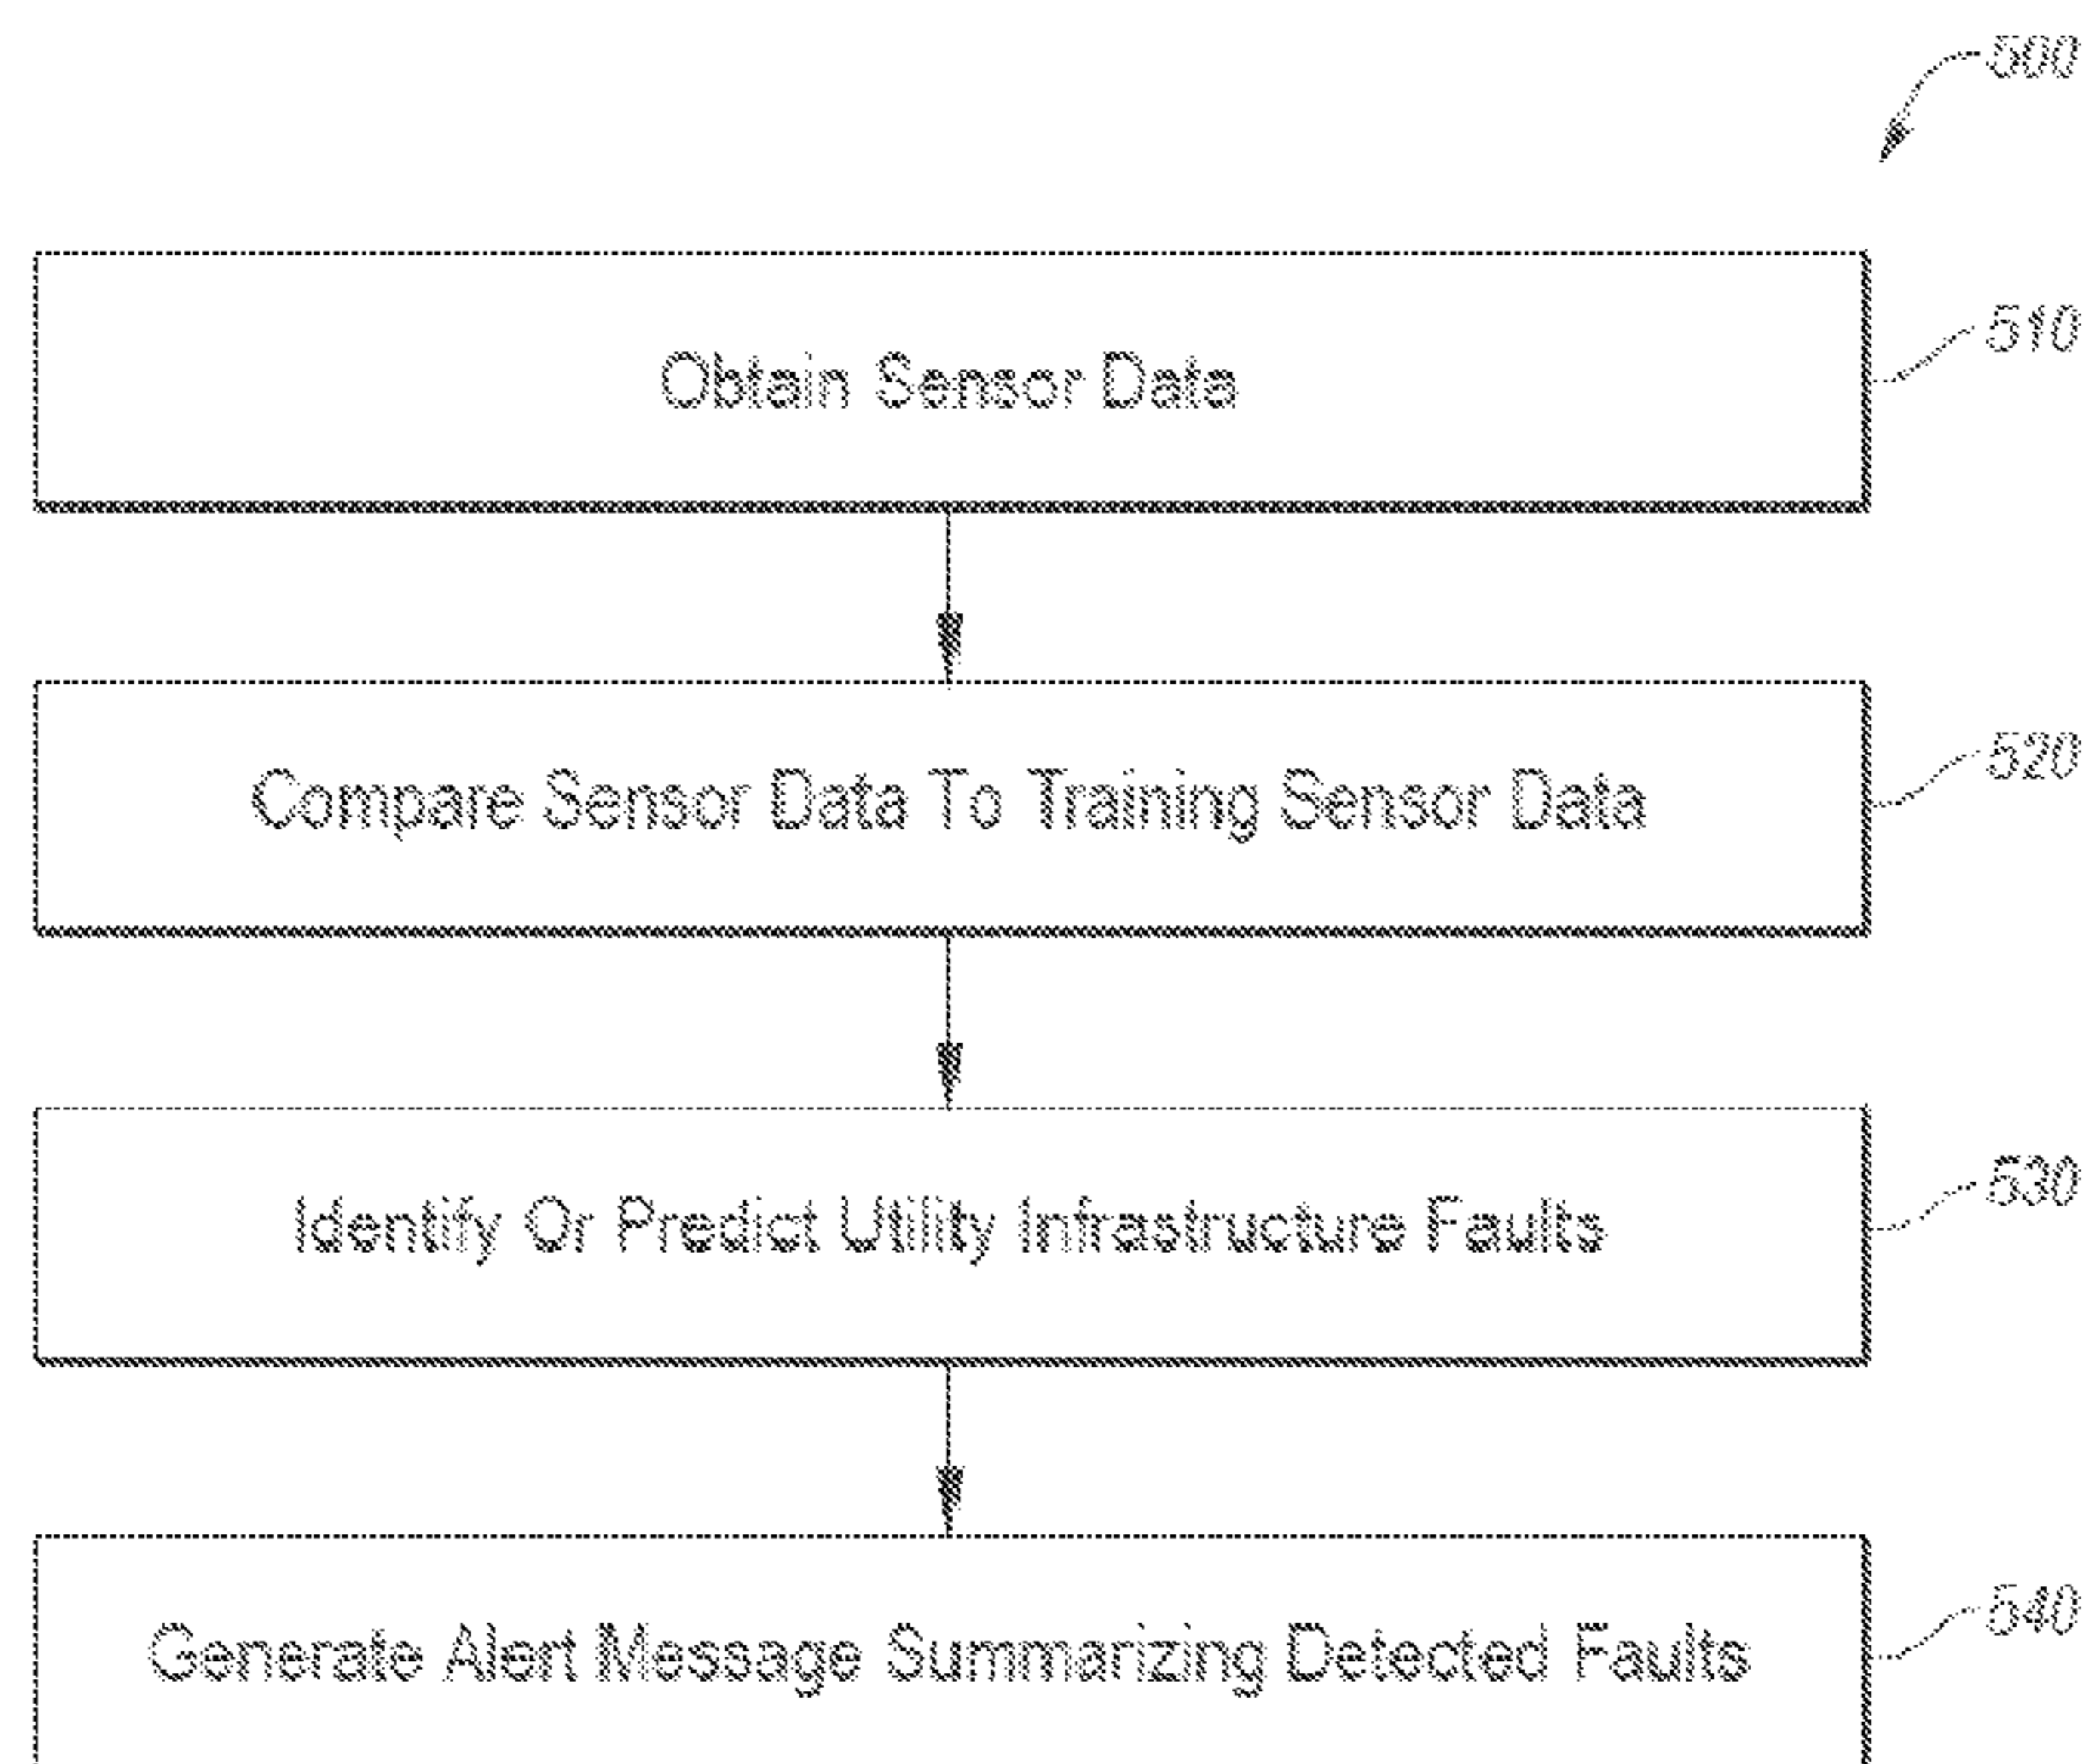 500
Obtain Sensor Data
510
Compare Sensor Data To Training Sensor Data
520
Identify Or Predict Utility Infrastructure Faults
530
Generate Alert Message Summarizing Detected Faults
540